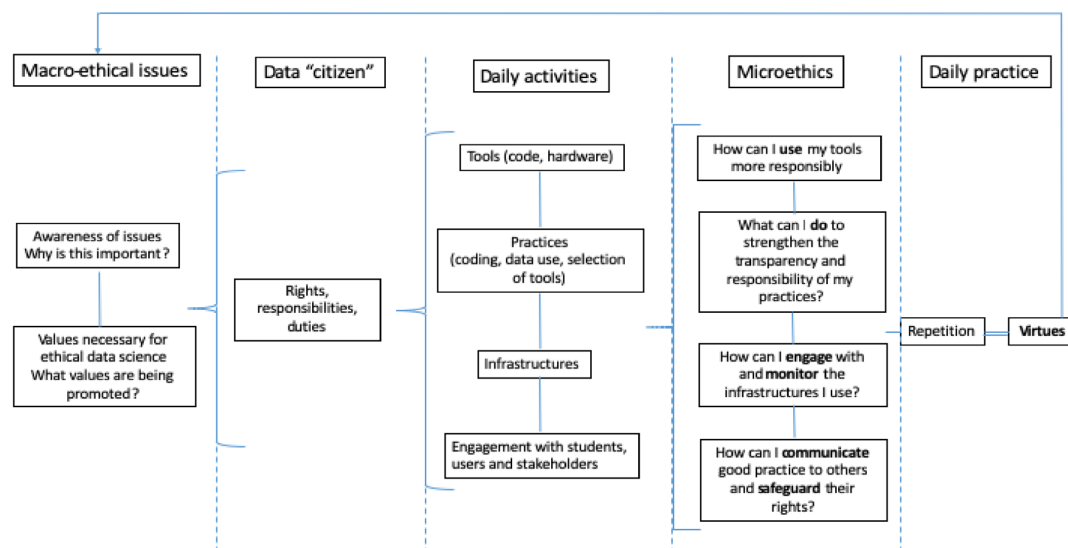 Macro-ethical issues
Data “citizen”
Daily activities
Microethics
Daily practice
Awareness of issues
Why is this important?
Values necessary for
ethical data science
What values are being
promoted?
Rights,
responsibilities,
duties
Tools (code, hardware)
Practices
(coding, data use, selection
of tools)
Infrastructures
Engagement with students,
users and stakeholders
How can I use my tools
more responsibly
What can I do to
strengthen the
transparency and
responsibility of my
practices?
How can I engage with
and monitor the
infrastructures I use?
How can I communicate
good practice to others
and safeguard their
rights?
Repetition
Virtues